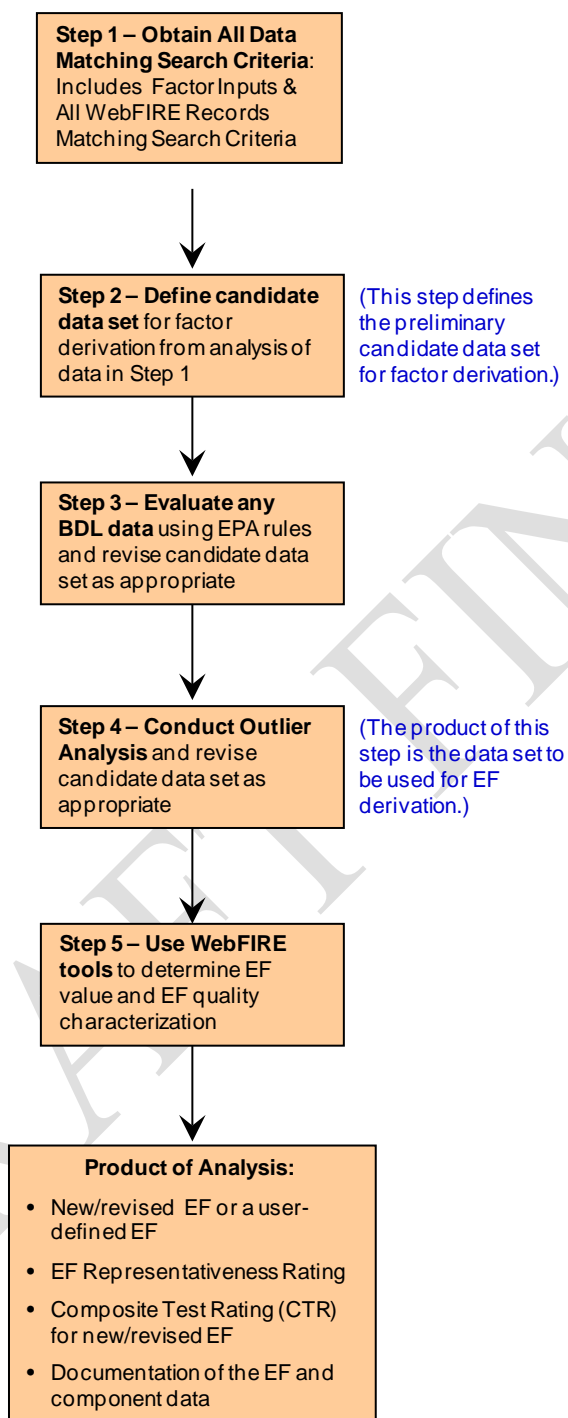 Step 1 – Obtain All Data
Matching Search Criteria:
Includes Factor Inputs &
All WebFIRE Records
Matching Search Criteria
Step 2 – Define candidate
data set for factor
derivation from analysis of
data in Step 1
(This step defines
the preliminary
candidate data set
for factor derivation.)
Step 3 – Evaluate any
BDL data using EPA rules
and revise candidate data
set as appropriate
Step 4 – Conduct Outlier
Analysis and revise
candidate data set as
appropriate
(The product of this
step is the data set to
be used for EF
derivation.)
Step 5 – Use WebFIRE
tools to determine EF
value and EF quality
characterization
Product of Analysis:
• New/revised EF or a user-
defined EF
• EF Representativeness Rating
• Composite Test Rating (CTR)
for new/revised EF
• Documentation of the EF and
component data